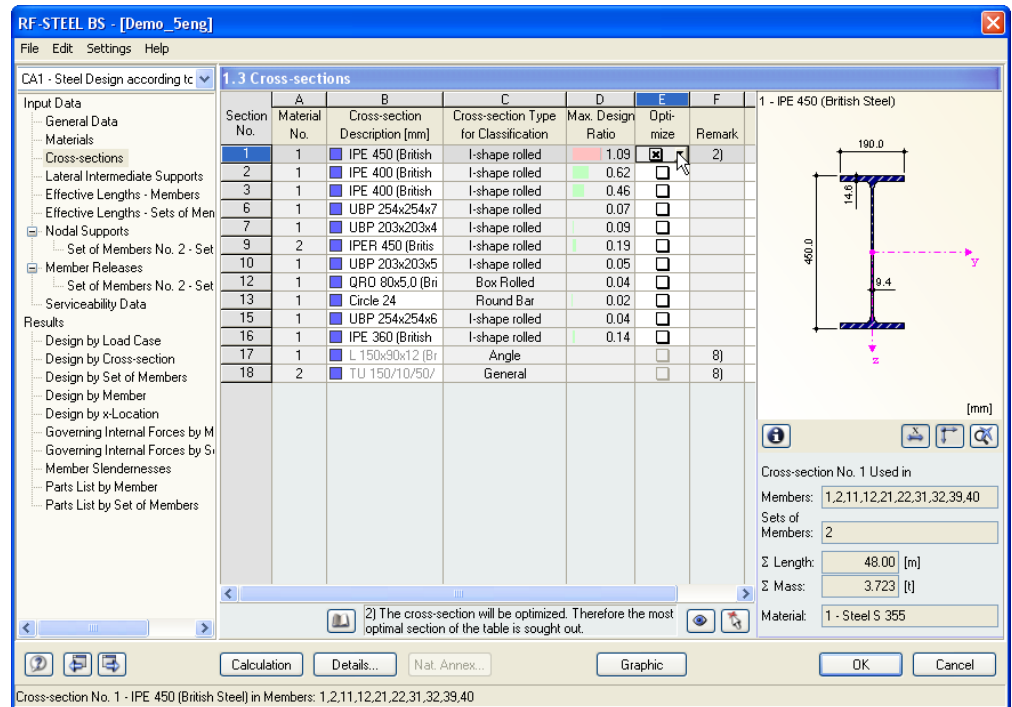 RF-STEEL BS - [Demo_5eng]
File Edit Settings Help
CA1 - Steel Design according tc
Input Data
General Data
Materials
Cross-sections
Lateral Intermediate Supports
Effective Lengths - Members
Effective Lengths - Sets of Men
Nodal Supports
Set of Members No. 2 - Set
Member Releases
Set of Members No. 2 - Set
Serviceability Data
Results
Design by Load Case
Design by Cross-section
Design by Set of Members
Design by Member
Design by x-Location
Governing Internal Forces by M
Governing Internal Forces by S
Member Slendernesses
Parts List by Member
Parts List by Set of Members
1.3 Cross-sections
A B C D E F
Section Material Cross-section Cross-section Type Max. Design Opti-
No. No. Description [mm] for Classification Ratio mize Remark
1 1 IPE 450 (British I-shape rolled 1.09 2)
2 1 IPE 400 (British I-shape rolled 0.62
3 1 IPE 400 (British I-shape rolled 0.46
6 1 UBP 254x254x7 I-shape rolled 0.07
7 1 UBP 203x203x4 I-shape rolled 0.09
9 2 IPER 450 (Britis I-shape rolled 0.19
10 1 UBP 203x203x5 I-shape rolled 0.05
12 1 QRO 80x5,0 (Bri Box Rolled 0.04
13 1 Circle 24 Round Bar 0.02
15 1 UBP 254x254x6 I-shape rolled 0.04
16 1 IPE 360 (British I-shape rolled 0.14
17 1 L 150x90x12 (Br Angle 8)
18 2 TU 150/10/50/ General 8)
2) The cross-section will be optimized. Therefore the most
optimal section of the table is sought out.
1 - IPE 450 (British Steel)
190.0
14.6
450.0
y
9.4
z
[mm]
Cross-section No. 1 Used in
Members: 1,2,11,12,21,22,31,32,39,40
Sets of
Members: 2
Σ Length: 48.00 [m]
Σ Mass: 3.723 [t]
Material: 1 - Steel S 355
Calculation Details... Nat. Annex... Graphic OK Cancel
Cross-section No. 1 - IPE 450 (British Steel) in Members: 1,2,11,12,21,22,31,32,39,40